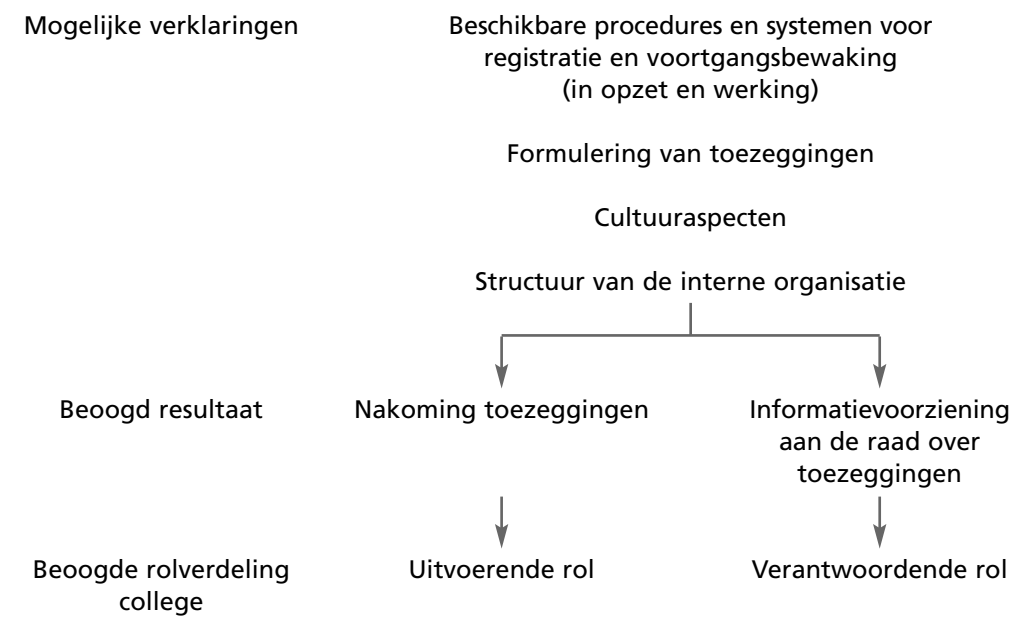 Mogelijke verklaringen
Beschikbare procedures en systemen voor
registratie en voortgangsbewaking
(in opzet en werking)
Formulering van toezeggingen
Cultuuraspecten
Structuur van de interne organisatie
Beoogd resultaat
Nakoming toezeggingen
Informatievoorziening
aan de raad over
toezeggingen
Beoogde rolverdeling
college
Uitvoerende rol
Verantwoordende rol